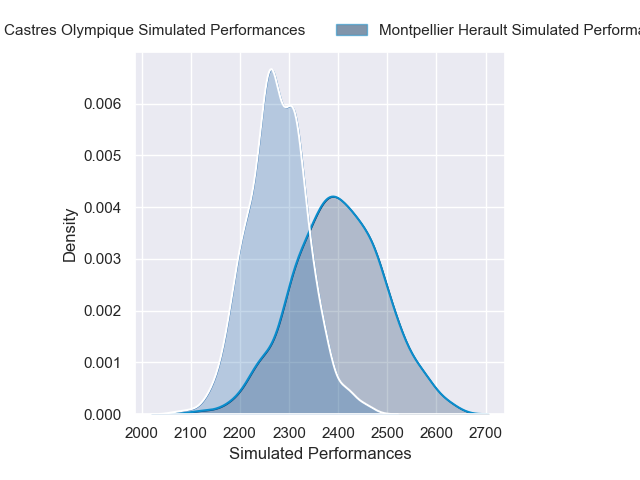 Castres Olympique Simulated Performances
Montpellier Herault Simulated Performa
0.006
0.005
0.004
0.003
0.002
0.001
0.000
Density
2000 2100 2200 2300 2400 2500 2600 2700
Simulated Performances